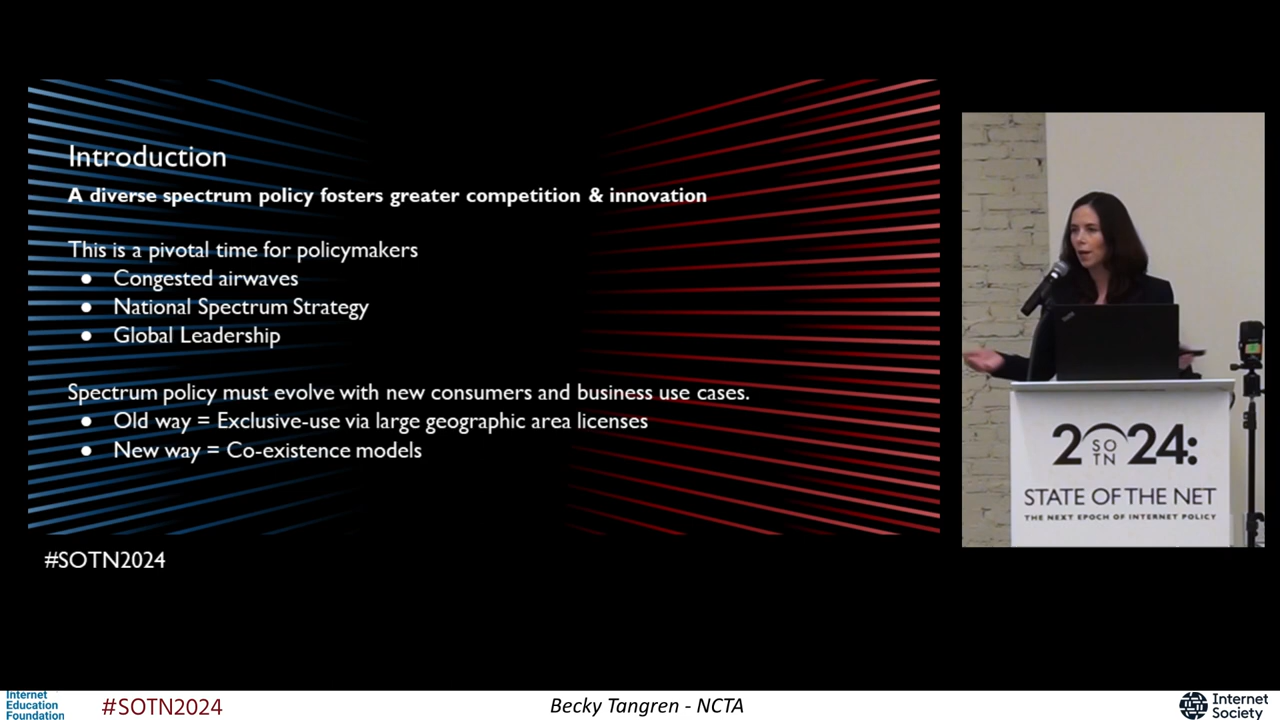 Introduction
A diverse spectrum policy fosters greater competition & innovation
This is a pivotal time for policymakers
● Congested airwaves
● National Spectrum Strategy
● Global Leadership
Spectrum policy must evolve with new consumers and business use cases.
● Old way = Exclusive-use via large geographic area licenses
● New way = Co-existence models
#SOTN2024
2 SO TN 24:
STATE OF THE NET
THE NEXT EPOCH OF INTERNET POLICY
Internet
Education
Foundation
#SOTN2024
Becky Tangren - NCTA
Internet
Society